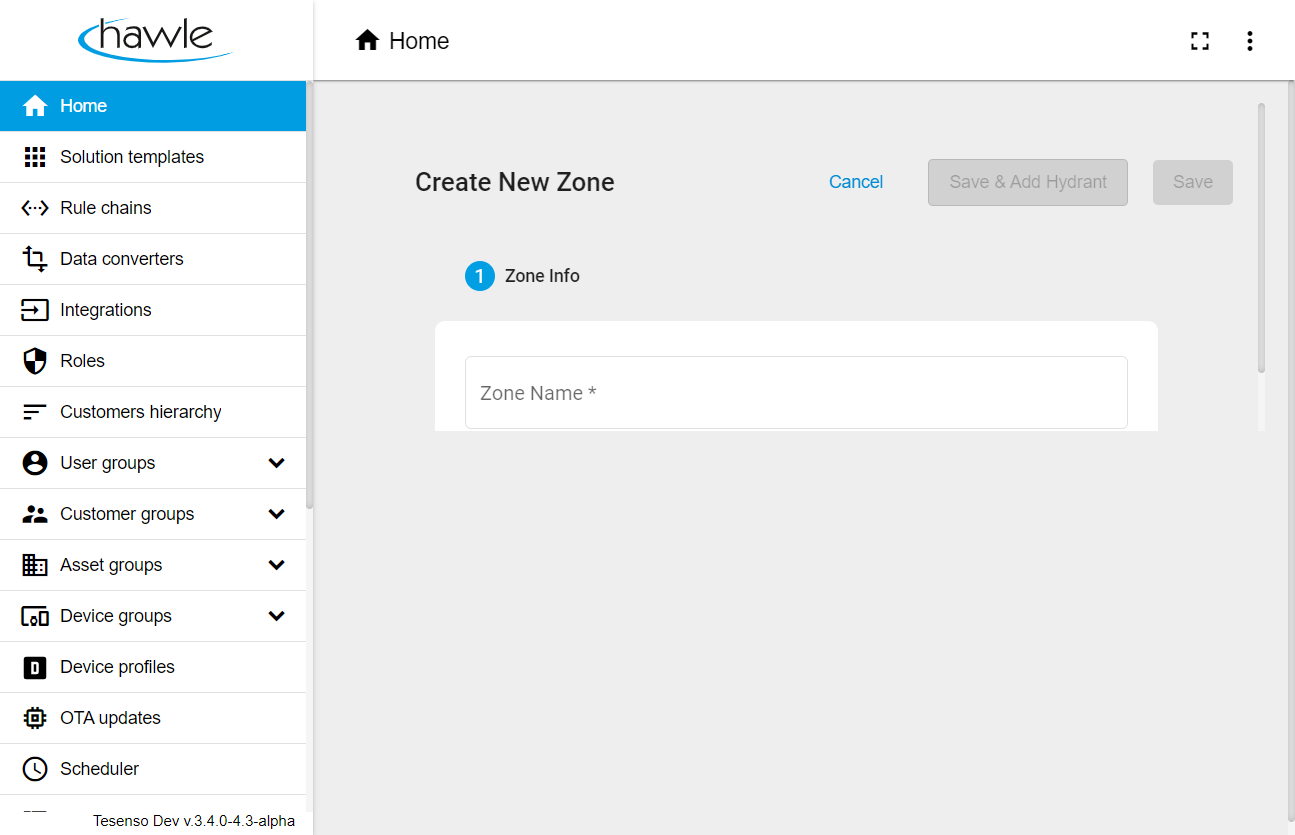 hawle
Home
Home
Solution templates
Rule chains
Data converters
Integrations
Roles
Customers hierarchy
User groups
Customer groups
Asset groups
Device groups
D
Device profiles
OTA updates
Scheduler
Tesenso Dev v.3.4.0-4.3-alpha
Create New Zone
Cancel
Save & Add Hydrant
Save
1 Zone Info
Zone Name *